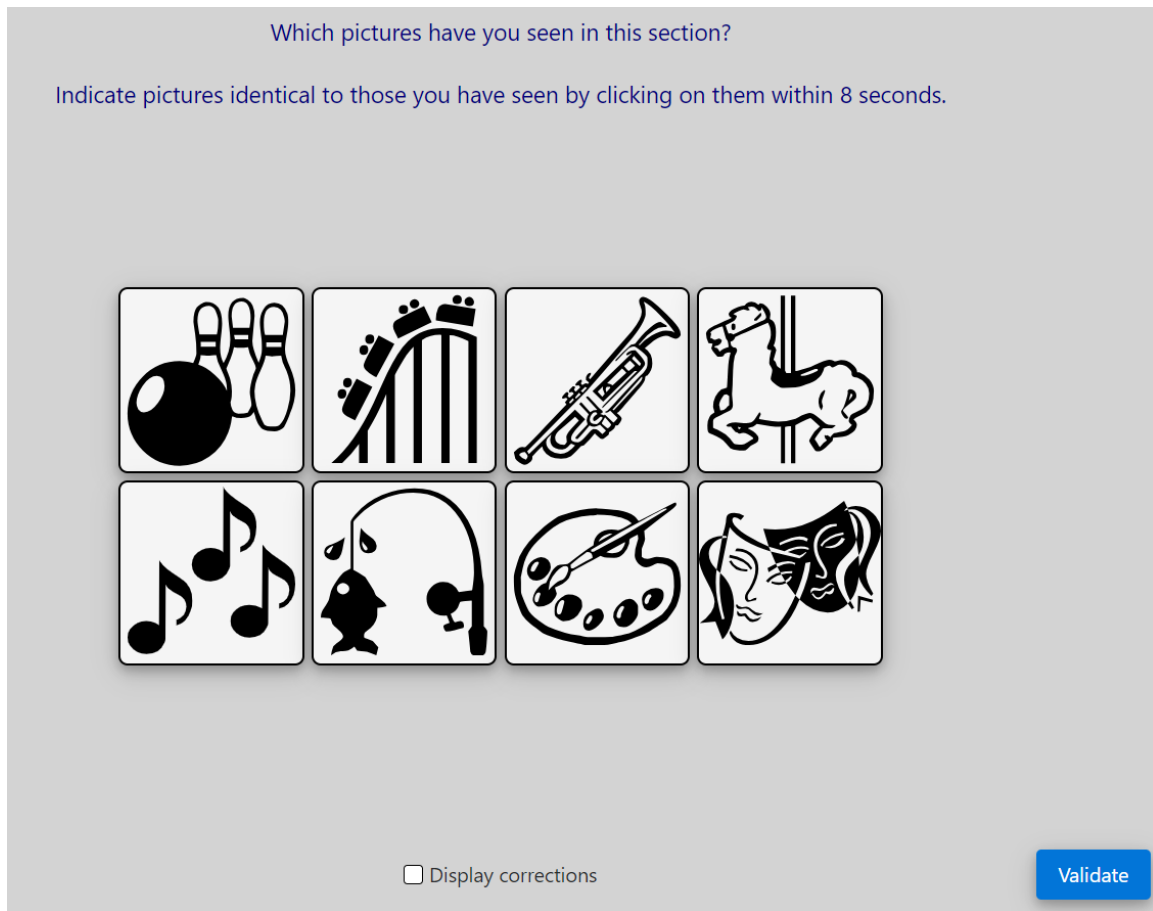 Which pictures have you seen in this section?
Indicate pictures identical to those you have seen by clicking on them within 8 seconds.
Display corrections
Validate